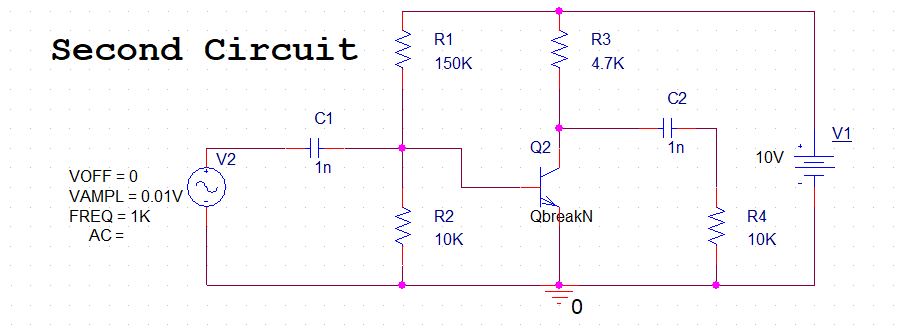 Second Circuit
R1
150K
R3
4.7K
C1
1n
C2
1n
V1
10V
V2
VOFF = 0
VAMPL = 0.01V
FREQ = 1K
AC =
Q2
QbreakN
R2
10K
R4
10K
0